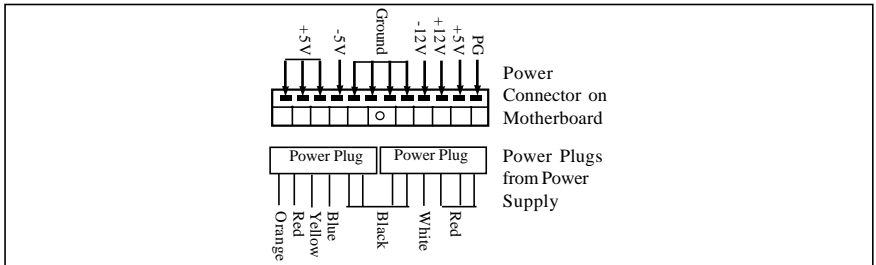 +5V
-5V
Ground
-12V
+12V
+5V
PG
Power
Connector on
Motherboard
Power Plug
Power Plug
Power Plugs
from Power
Supply
Orange
Red
Yellow
Blue
Black
White
Red